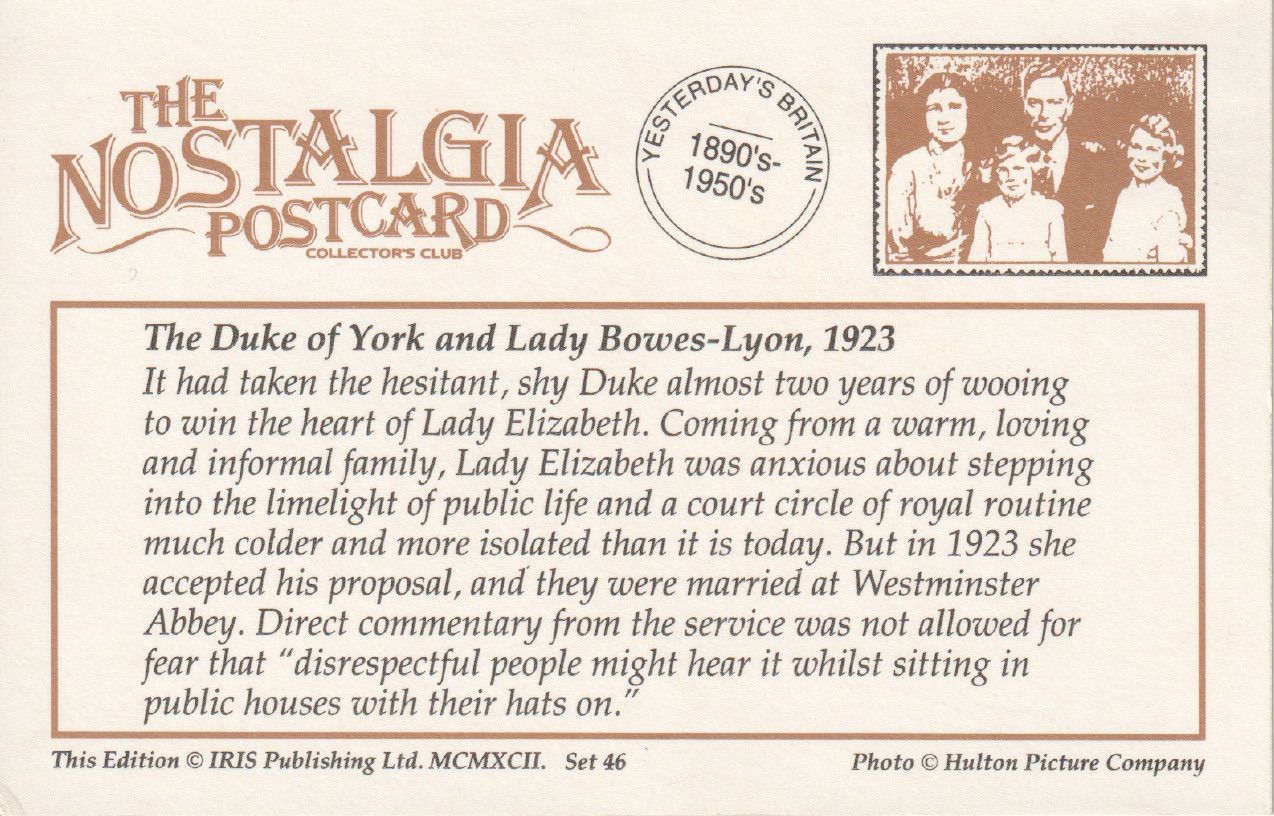 THE
NOSTALGIA
POSTCARD
COLLECTOR'S CLUB
YESTERDAY'S BRITAIN
1890's-
1950's
The Duke of York and Lady Bowes-Lyon, 1923
It had taken the hesitant, shy Duke almost two years of wooing
to win the heart of Lady Elizabeth. Coming from a warm, loving
and informal family, Lady Elizabeth was anxious about stepping
into the limelight of public life and a court circle of royal routine
much colder and more isolated than it is today. But in 1923 she
accepted his proposal, and they were married at Westminster
Abbey. Direct commentary from the service was not allowed for
fear that “disrespectful people might hear it whilst sitting in
public houses with their hats on.”
This Edition © IRIS Publishing Ltd. MCMXCII. Set 46
Photo © Hulton Picture Company